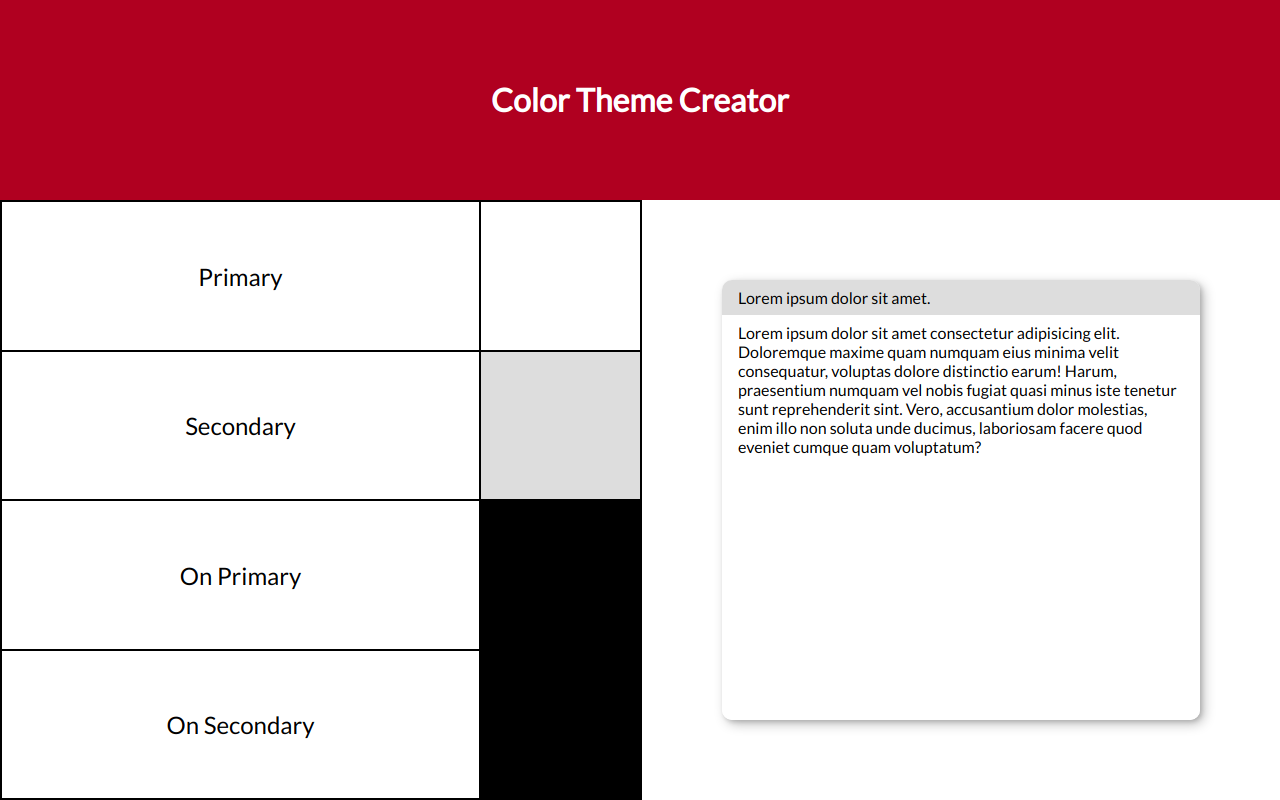 Color Theme Creator
Primary
Secondary
On Primary
On Secondary
Lorem ipsum dolor sit amet.
Lorem ipsum dolor sit amet consectetur adipisicing elit.
Doloremque maxime quam numquam eius minima velit
consequatur, voluptas dolore distinctio earum! Harum,
praesentium numquam vel nobis fugiat quasi minus iste tenetur
sunt reprehenderit sint. Vero, accusantium dolor molestias,
enim illo non soluta unde ducimus, laboriosam facere quod
eveniet cumque quam voluptatum?